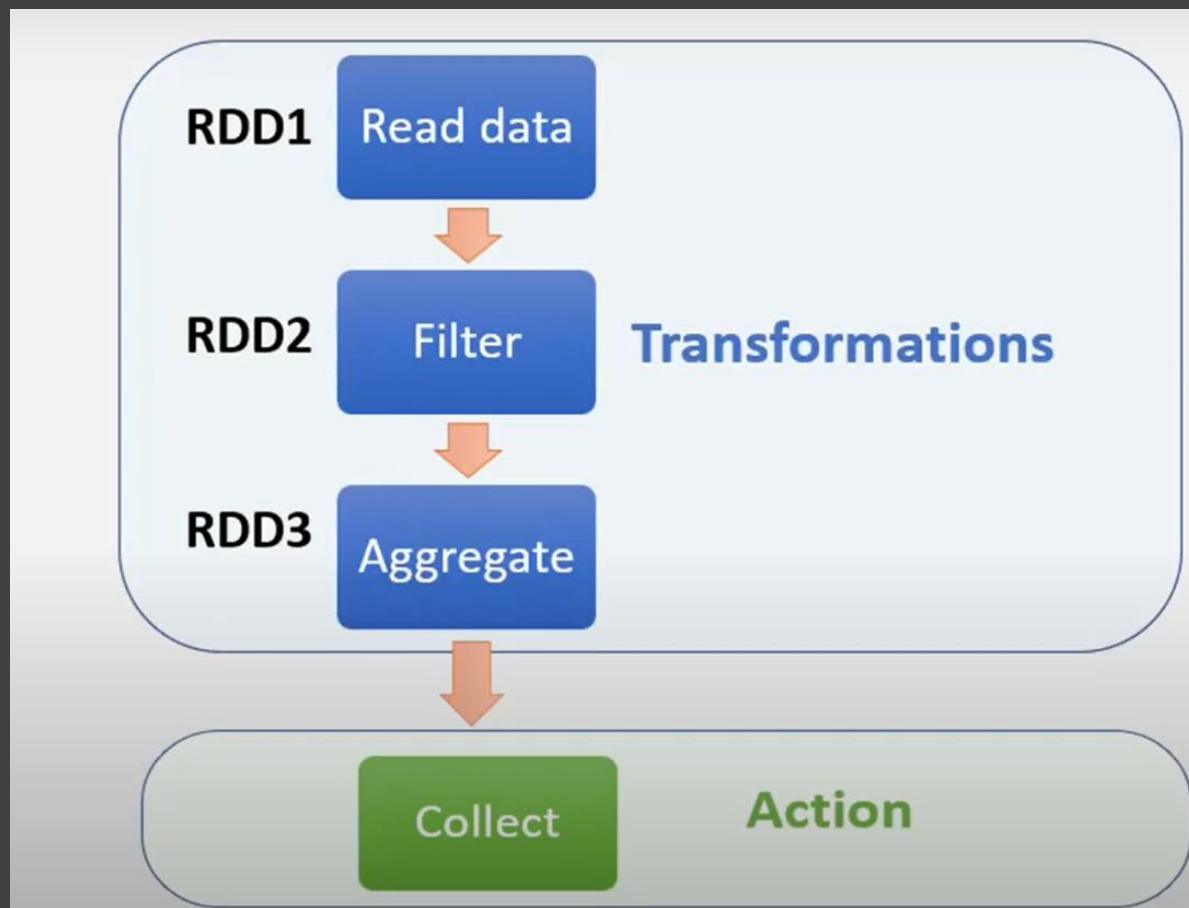 RDD1
Read data
RDD2
Filter
Transformations
RDD3
Aggregate
Collect
Action